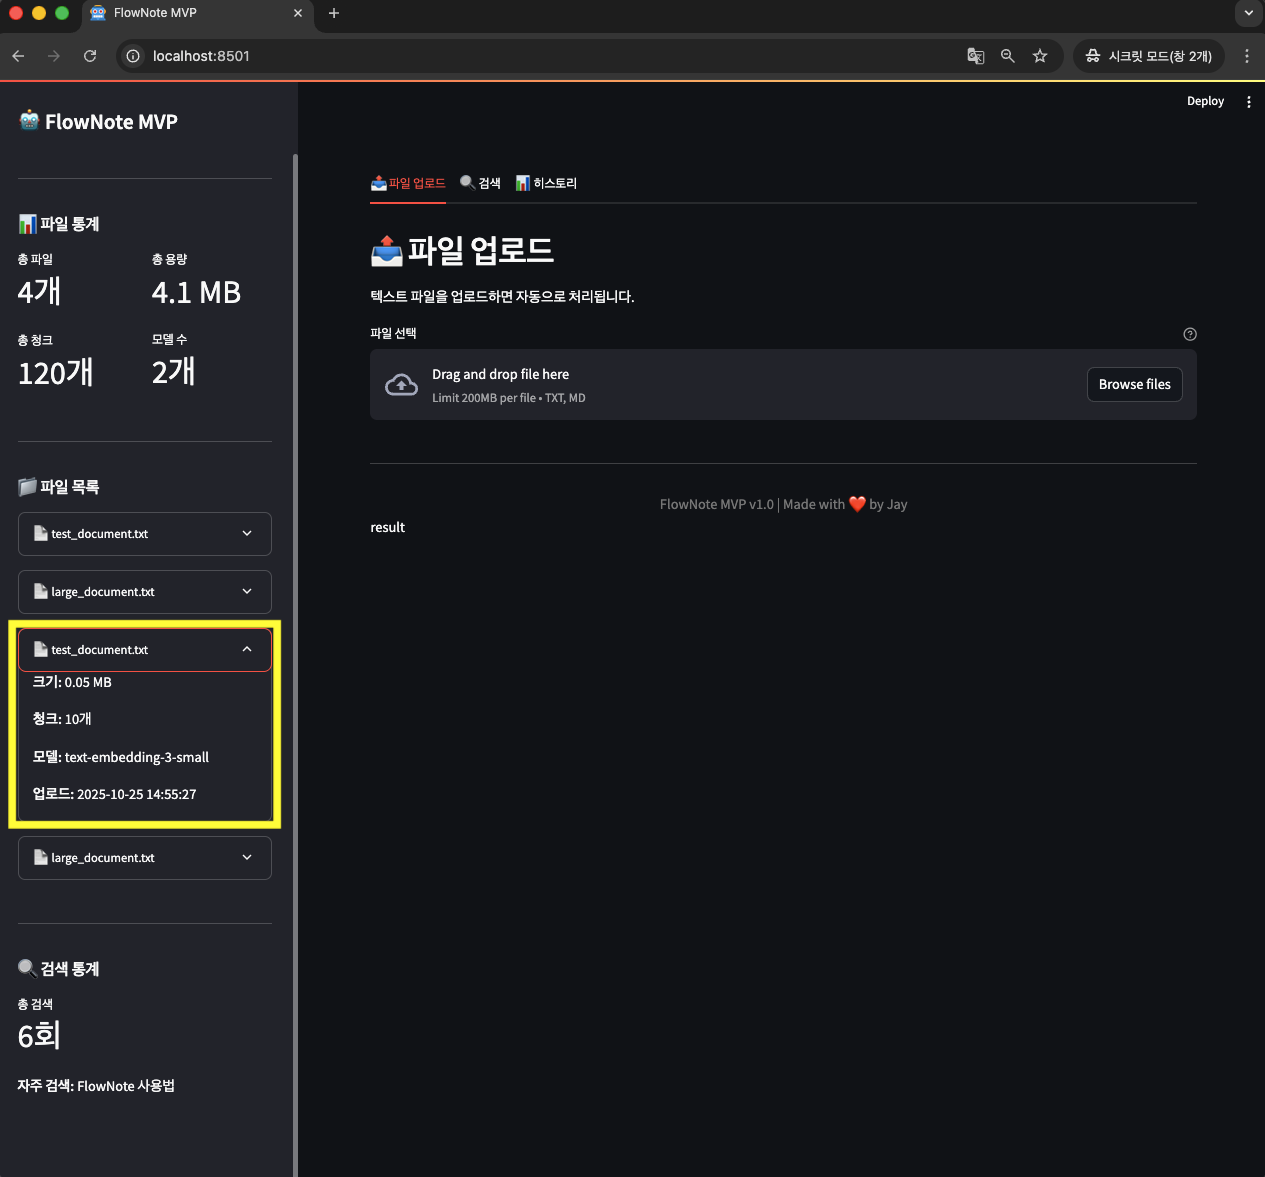 FlowNote MVP
localhost:8501
시크릿 모드(창 2개)
Deploy
FlowNote MVP
파일 통계
총 파일
총 용량
4개
4.1 MB
총 청크
모델 수
120개
2개
파일 목록
test_document.txt
large_document.txt
test_document.txt
크기: 0.05 MB
청크: 10개
모델: text-embedding-3-small
업로드: 2025-10-25 14:55:27
large_document.txt
검색 통계
총 검색
6회
자주 검색: FlowNote 사용법
파일 업로드
검색
히스토리
파일 업로드
텍스트 파일을 업로드하면 자동으로 처리됩니다.
파일 선택
Drag and drop file here
Limit 200MB per file • TXT, MD
Browse files
FlowNote MVP v1.0 | Made with ❤️ by Jay
result